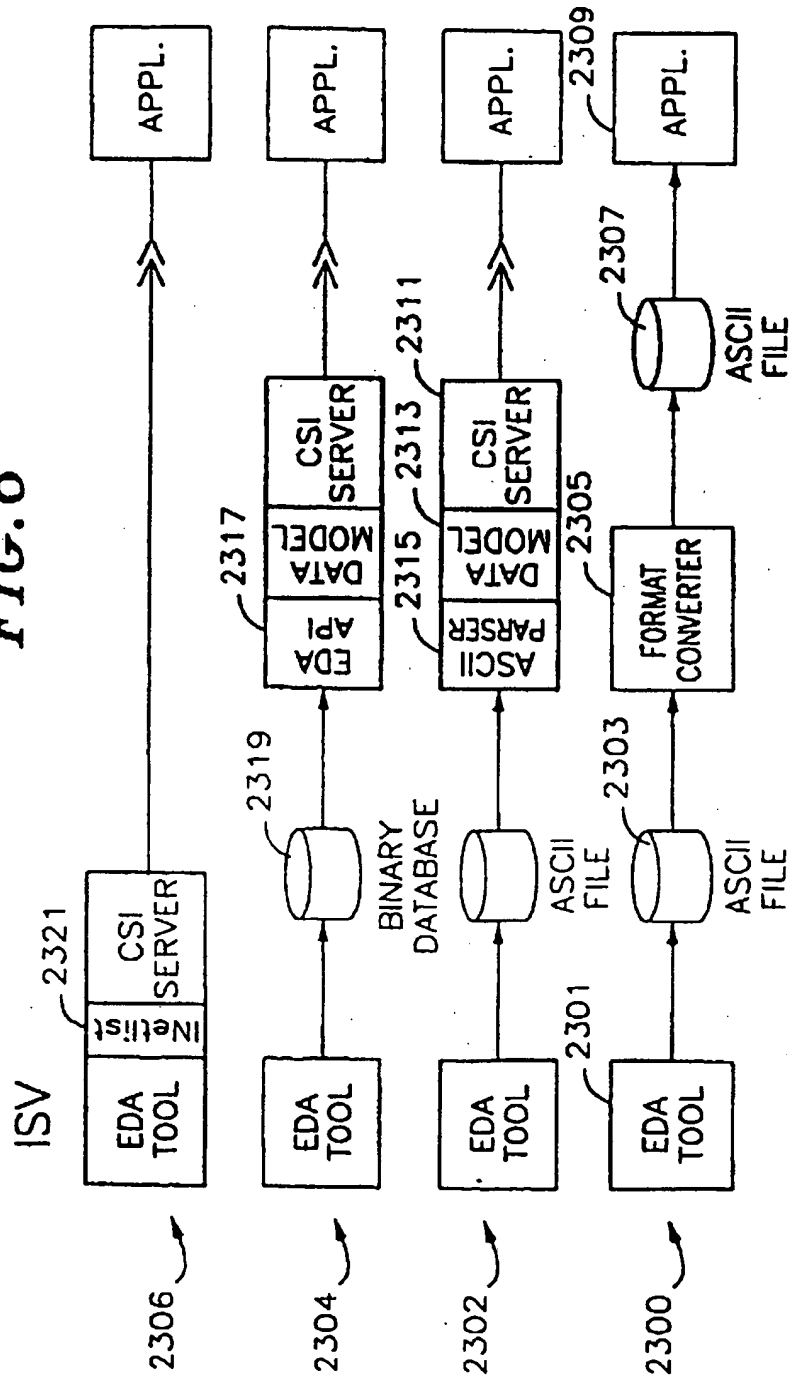 FIG.
ISV
2306
EDA
TOOL
INetlist
2321
CSI
SERVER
APPL.
2304
EDA
TOOL
2319
BINARY
DATABASE
EDA
API
2317
DATA
MODEL
CSI
SERVER
APPL.
2302
EDA
TOOL
ASCII
FILE
ASCII
PARSER
2315
DATA
MODEL
2313
CSI
SERVER
2311
APPL.
2300
EDA
TOOL
2301
2303
ASCII
FILE
FORMAT
CONVERTER
2305
2307
ASCII
FILE
APPL.
2309